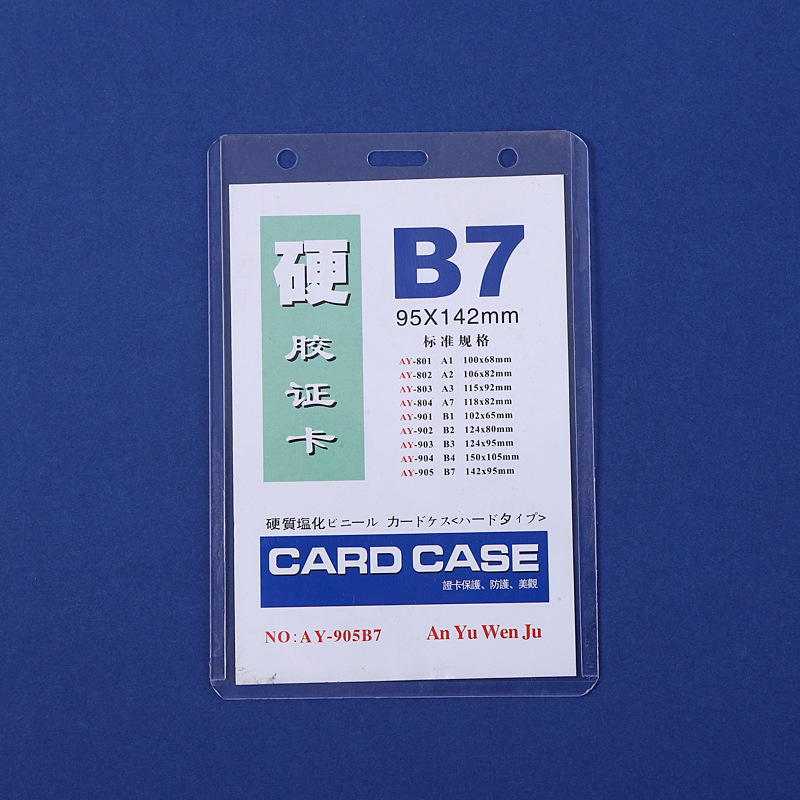 硬
胶
证
卡
B7
95X142mm
标准规格
AY-801 A1 100x68mm
AY-802 A2 106x82mm
AY-803 A3 115x92mm
AY-804 A7 118x82mm
AY-901 B1 102x65mm
AY-902 B2 124x80mm
AY-903 B3 124x95mm
AY-904 B4 150x105mm
AY-905 B7 142x95mm
硬質塩化ビニール カードケス<ハードタイプ>
CARD CASE
證卡保護、防護、美觀
NO:AY-905B7 An Yu Wen Ju